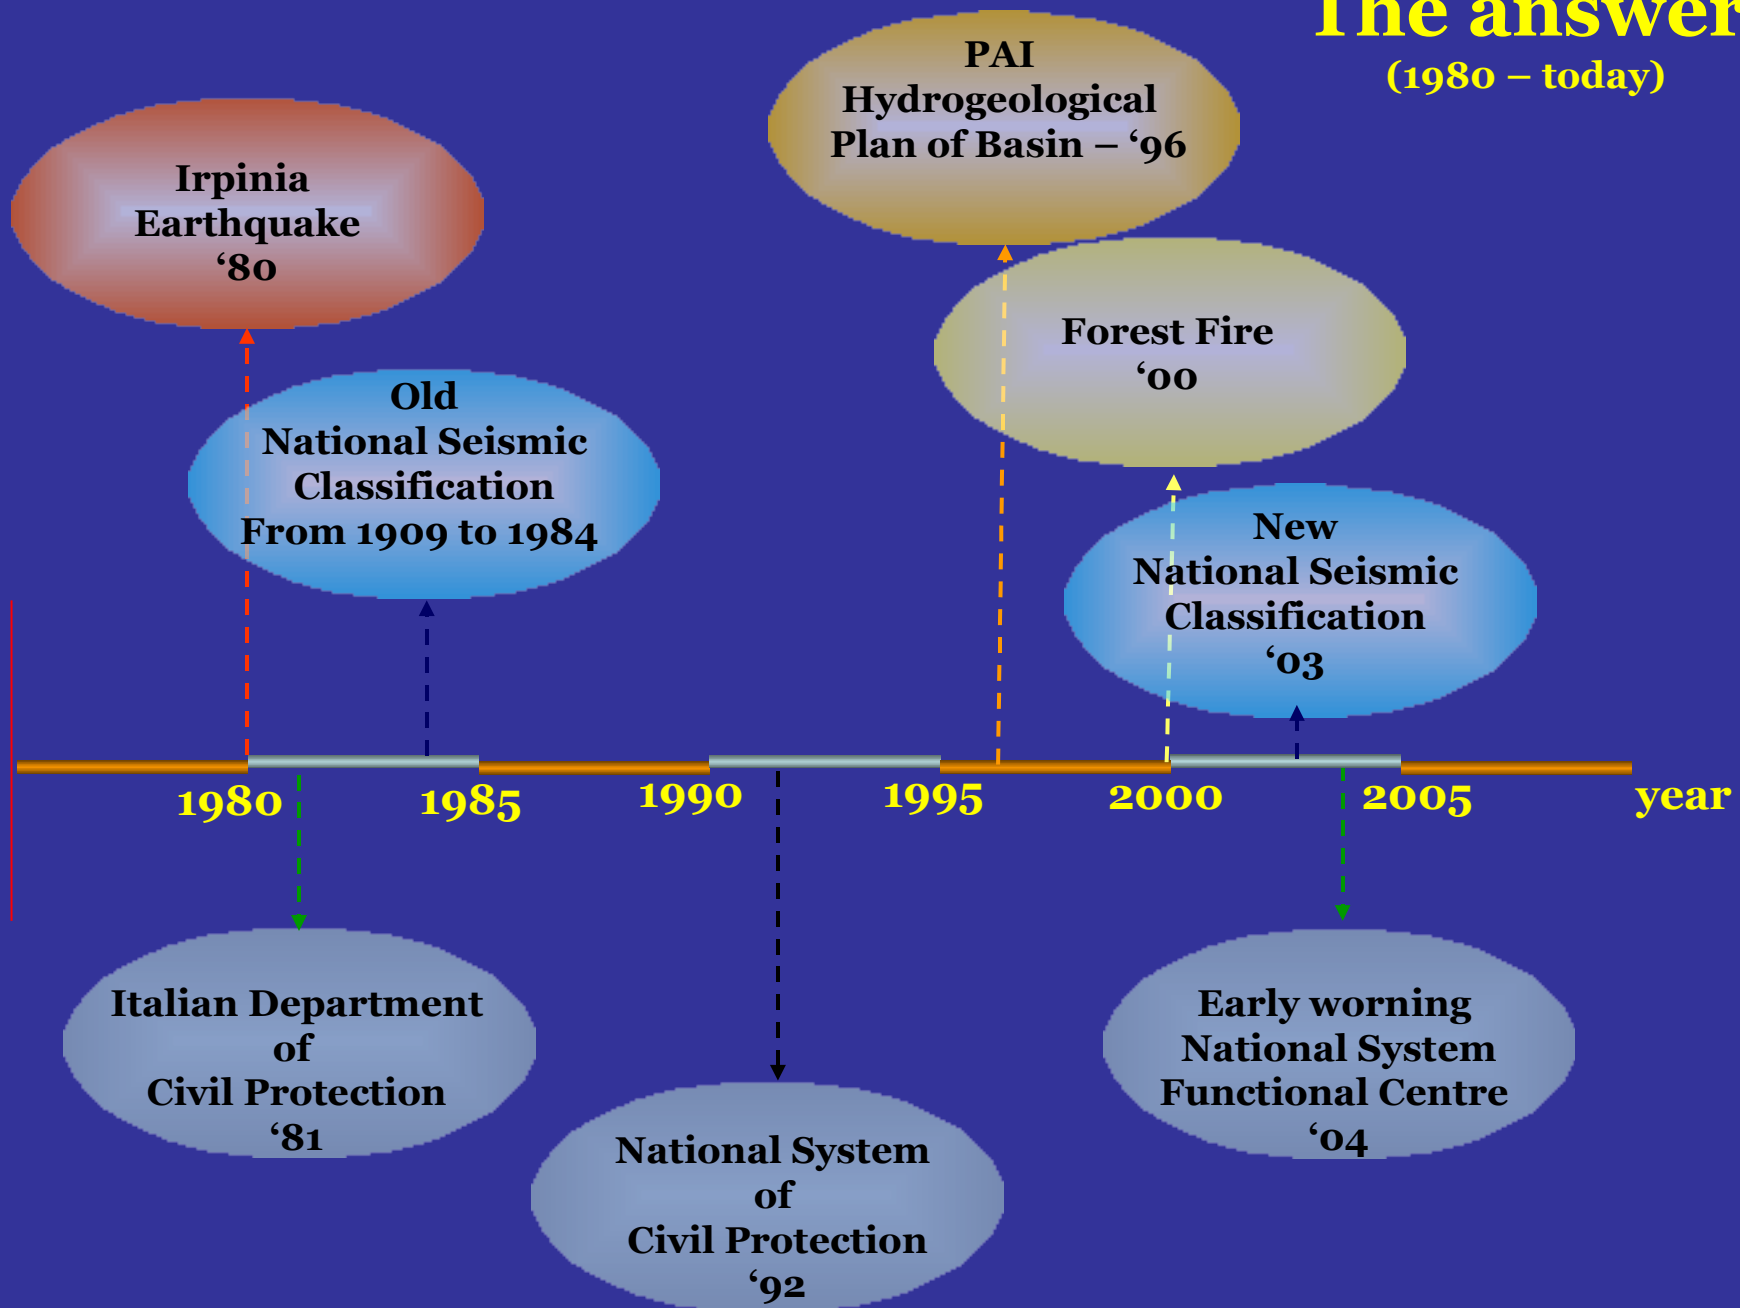 The answer
(1980 – today)
PAI
Hydrogeological
Plan of Basin – ‘96
Irpinia
Earthquake
‘80
Forest Fire
‘00
Old
National Seismic
Classification
From 1909 to 1984
New
National Seismic
Classification
‘03
1980 1985 1990 1995 2000 2005 year
Italian Department
of
Civil Protection
‘81
Early worning
National System
Functional Centre
‘04
National System
of
Civil Protection
‘92